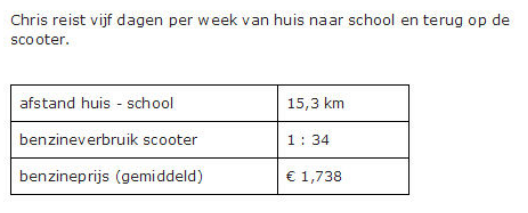 Chris reist vijf dagen per week van huis naar school en terug op de
scooter.
afstand huis - school 15,3 km
benzineverbruik scooter 1 : 34
benzineprijs (gemiddeld) € 1,738